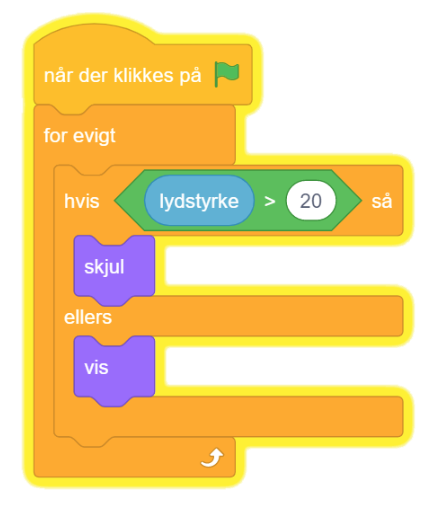 når der klikkes på
for evigt
hvis lydstyrke > 20 så
skjul
ellers
vis